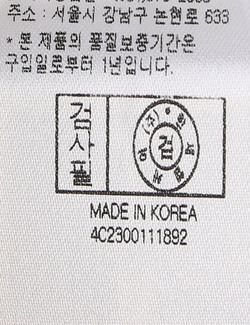 주소 : 서울시 강남구 논현로 633
* 본 제품의 품질보증기간은
구입일로부터 1년입니다.
검사필
검
MADE IN KOREA
4C2300111892